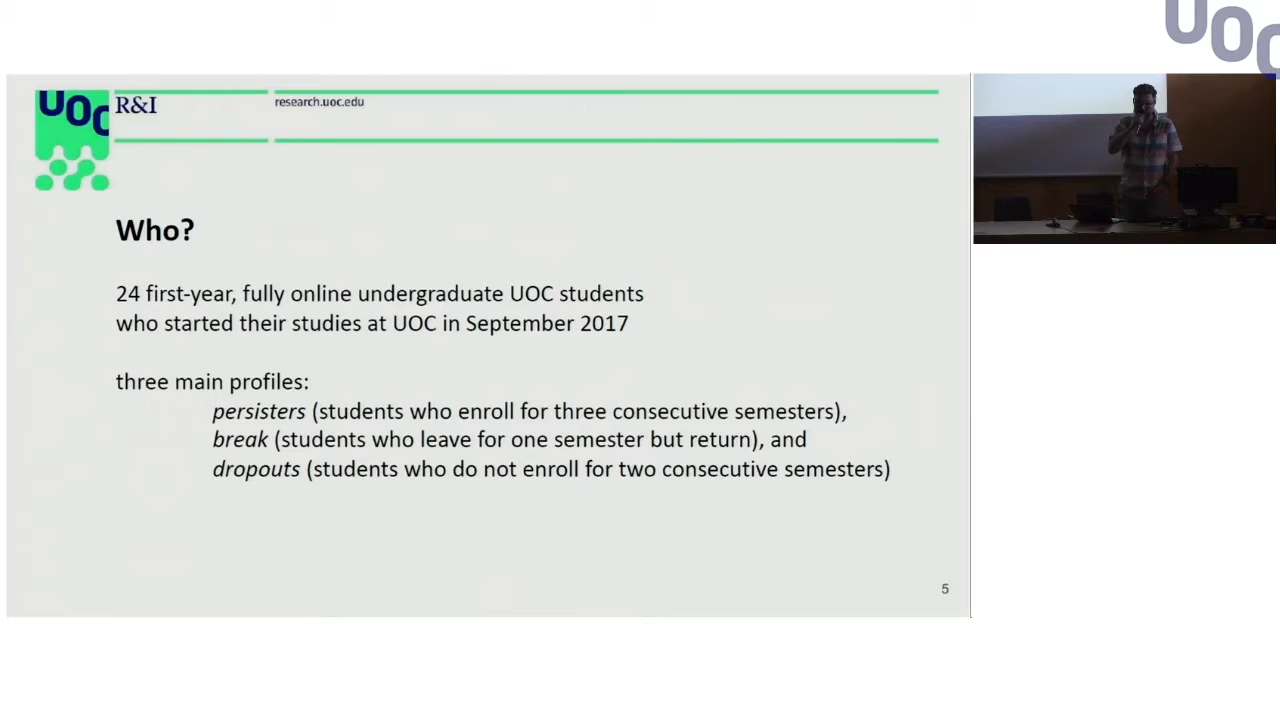 UOC
UOC
R&I
research.uoc.edu
Who?
24 first-year, fully online undergraduate UOC students
who started their studies at UOC in September 2017
three main profiles:
persisters (students who enroll for three consecutive semesters),
break (students who leave for one semester but return), and
dropouts (students who do not enroll for two consecutive semesters)
5